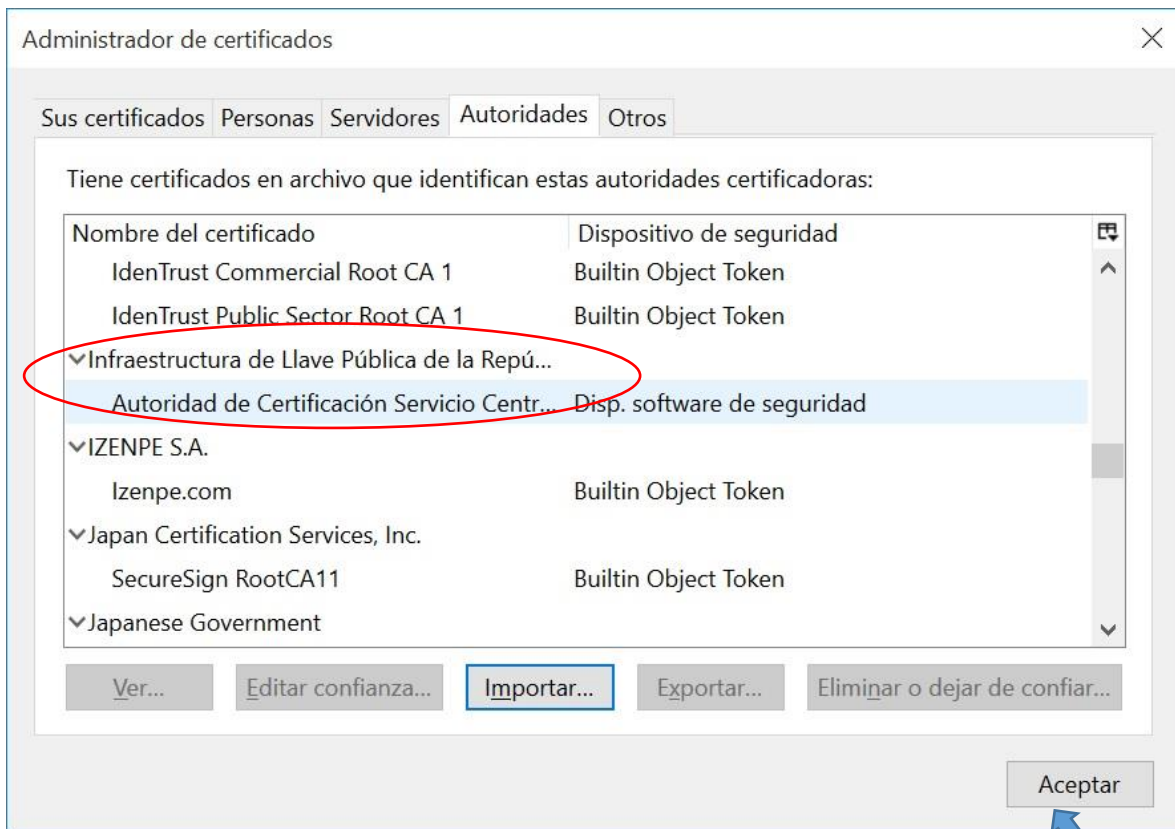 Administrador de certificados
Sus certificados Personas Servidores Autoridades Otros
Tiene certificados en archivo que identifican estas autoridades certificadoras:
Nombre del certificado Dispositivo de seguridad
IdenTrust Commercial Root CA 1 Builtin Object Token
IdenTrust Public Sector Root CA 1 Builtin Object Token
Infraestructura de Llave Pública de la Repú...
Autoridad de Certificación Servicio Centr... Disp. software de seguridad
IZENPE S.A.
Izenpe.com Builtin Object Token
Japan Certification Services, Inc.
SecureSign RootCA11 Builtin Object Token
Japanese Government
Ver... Editar confianza... Importar... Exportar... Eliminar o dejar de confiar...
Aceptar